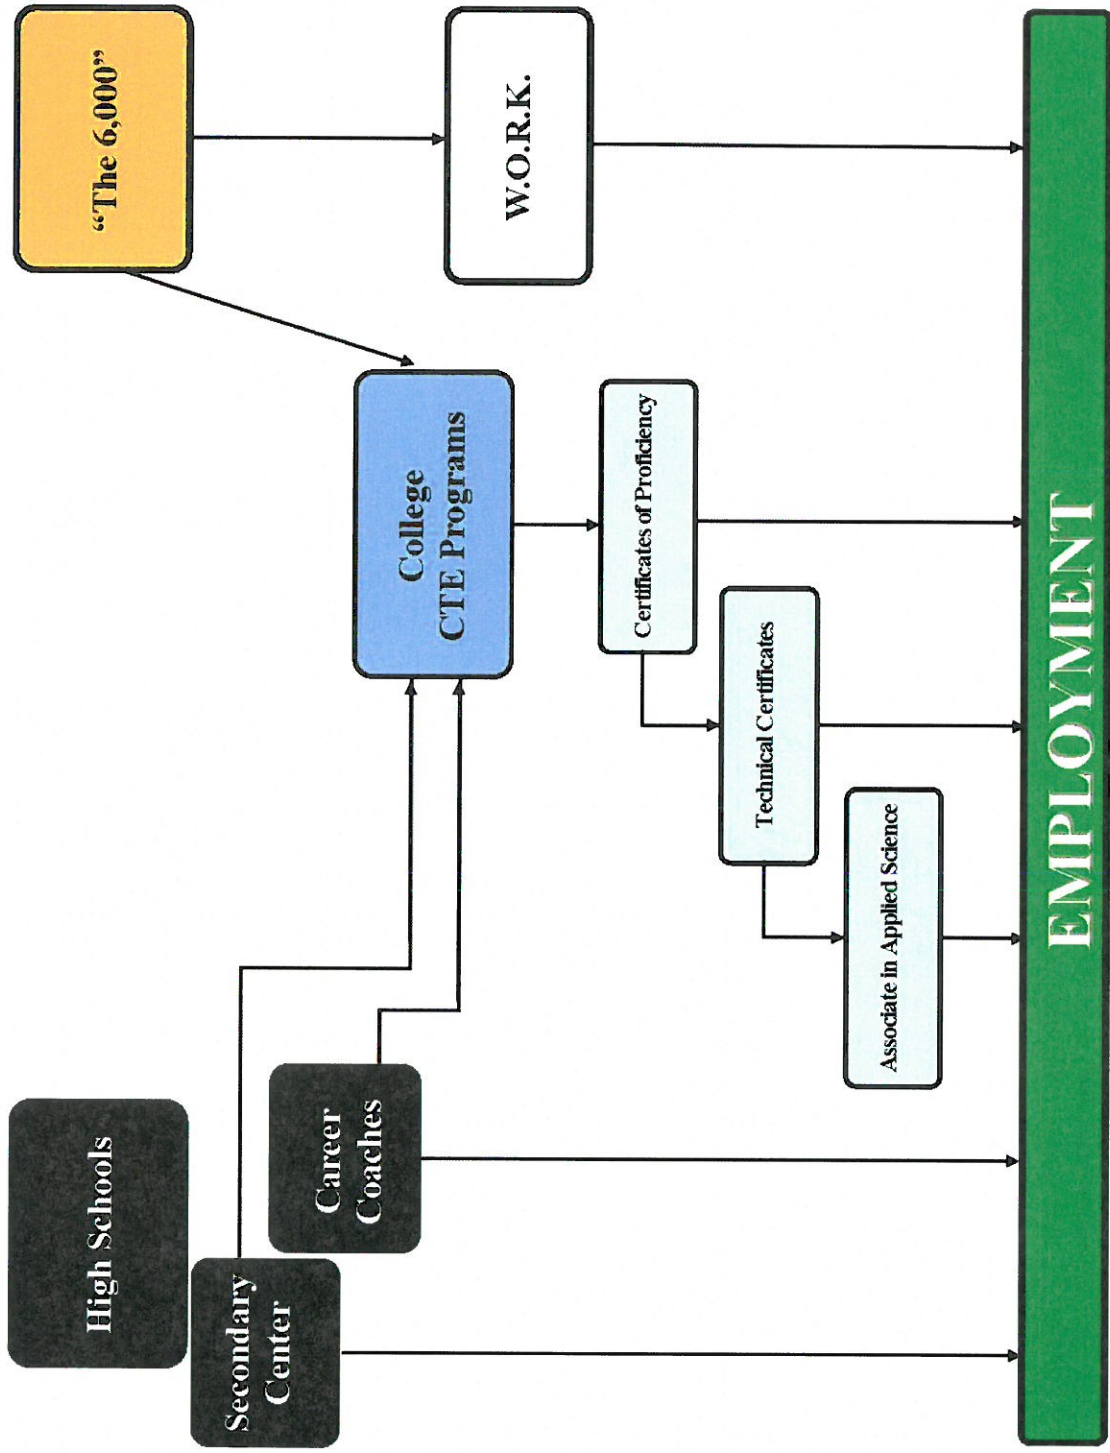 High Schools
Secondary
Center
Career
Coaches
“The 6,000”
College
CTE Programs
W.O.R.K.
Certificates of Proficiency
Technical Certificates
Associate in Applied Science
EMPLOYMENT